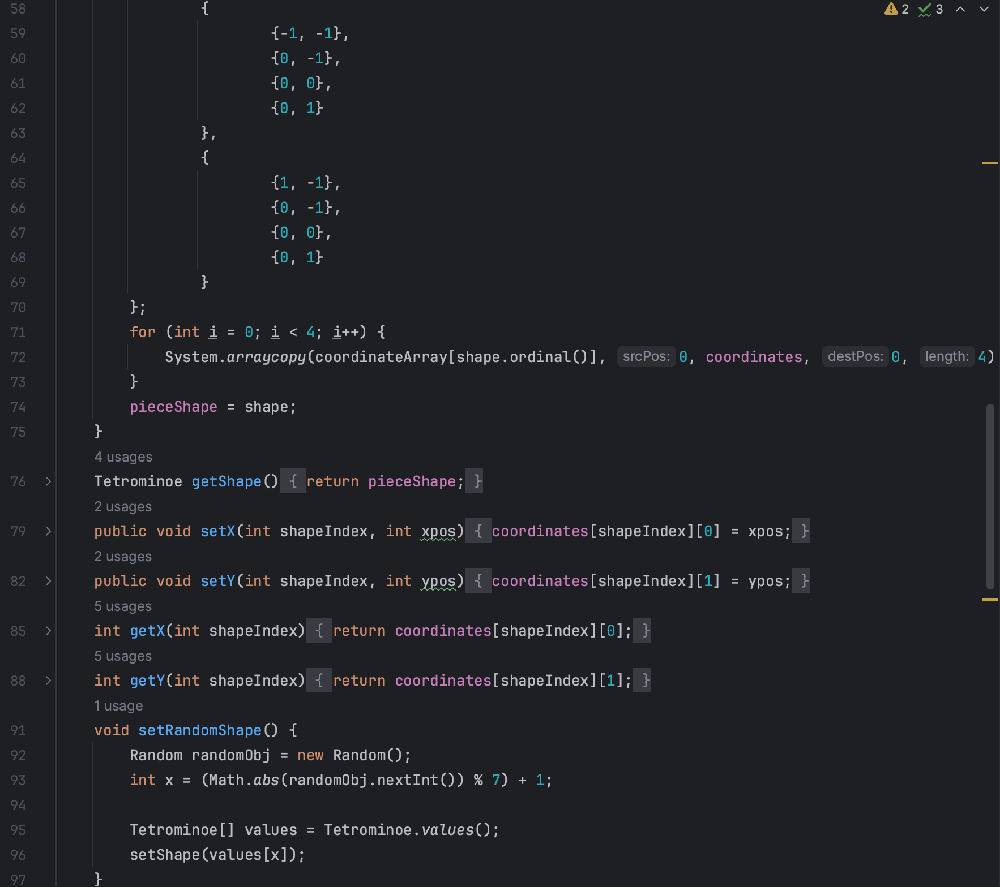 58 {
⚠ 2 ✓ 3
59 {-1, -1},
60 {0, -1},
61 {0, 0},
62 {0, 1}
63 },
64 {
65 {1, -1},
66 {0, -1},
67 {0, 0},
68 {0, 1}
69 }
70 };
71 for (int i = 0; i < 4; i++) {
72 System.arraycopy(coordinateArray[shape.ordinal()], srcPos: 0, coordinates, destPos: 0, length: 4)
73 }
74 pieceShape = shape;
75 }
4 usages
76 Tetrominoe getShape() { return pieceShape; }
2 usages
79 public void setX(int shapeIndex, int xpos) { coordinates[shapeIndex][0] = xpos; }
2 usages
82 public void setY(int shapeIndex, int ypos) { coordinates[shapeIndex][1] = ypos; }
5 usages
85 int getX(int shapeIndex) { return coordinates[shapeIndex][0]; }
5 usages
88 int getY(int shapeIndex) { return coordinates[shapeIndex][1]; }
1 usage
91 void setRandomShape() {
92 Random randomObj = new Random();
93 int x = (Math.abs(randomObj.nextInt()) % 7) + 1;
94
95 Tetrominoe[] values = Tetrominoe.values();
96 setShape(values[x]);
97 }